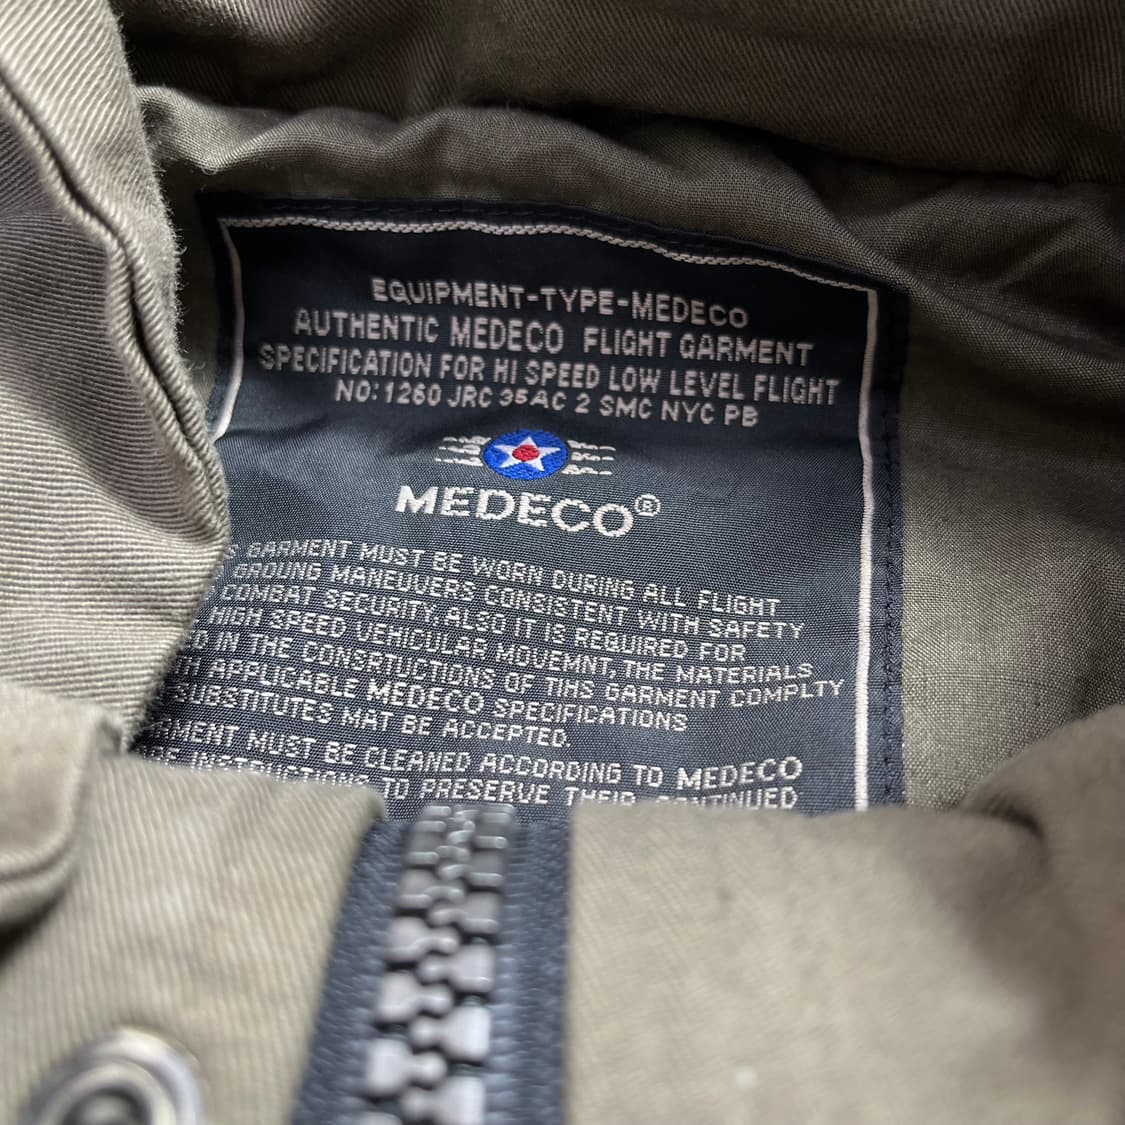 EQUIPMENT-TYPE-MEDECO
AUTHENTIC MEDECO FLIGHT GARMENT
SPECIFICATION FOR HI SPEED LOW LEVEL FLIGHT
NO: 1260 JRC 35AC 2 SMC NYC PB
MEDECO®
GARMENT MUST BE WORN DURING ALL FLIGHT
GROUNG MANEUVERS CONSISTENT WITH SAFETY
COMBAT SECURITY, ALSO IT IS REQUIRED FOR
HIGH SPEED VEHICULAS MOVEMNT, THE MATERIALS
IN THE CONSRTUCTIONS OF TIHS GARMENT COMPLTY
APPLICABLE MEDECO SPECIFICATIONS
SUBSTITUTES MAT BE ACCEPTED.
MUST BE CLEANED ACCORDING TO MEDECO
INSTRUCTIONS TO PRESERVE THEIR CONTINUED